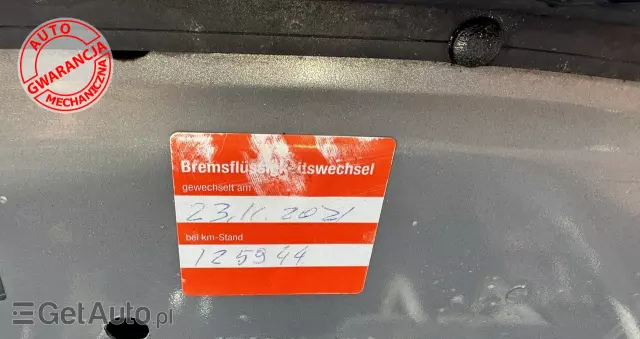 AUTO
GWARANCJA
MECHANICZNA
Bremsflüssigkeitswechsel
gewechselt am
23.11.2021
bei km-Stand
125944
GetAuto.pl